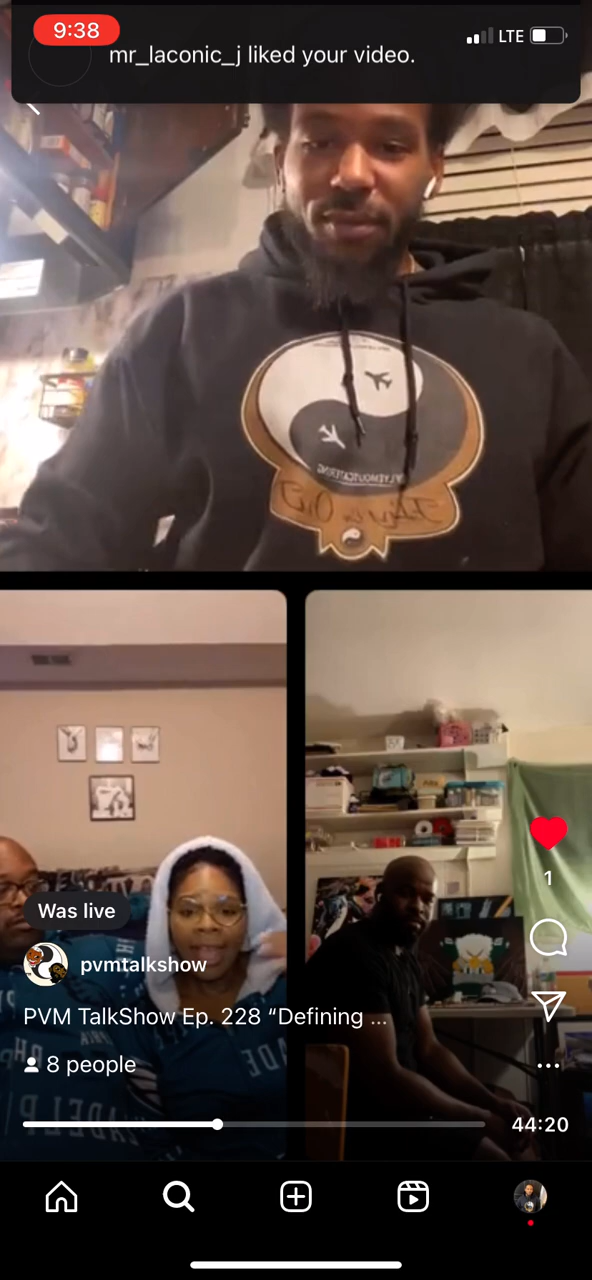 9:38
LTE
mr_laconic_j liked your video.
Was live
pvmtalkshow
PVM TalkShow Ep. 228 “Defining ...
8 people
1
44:20